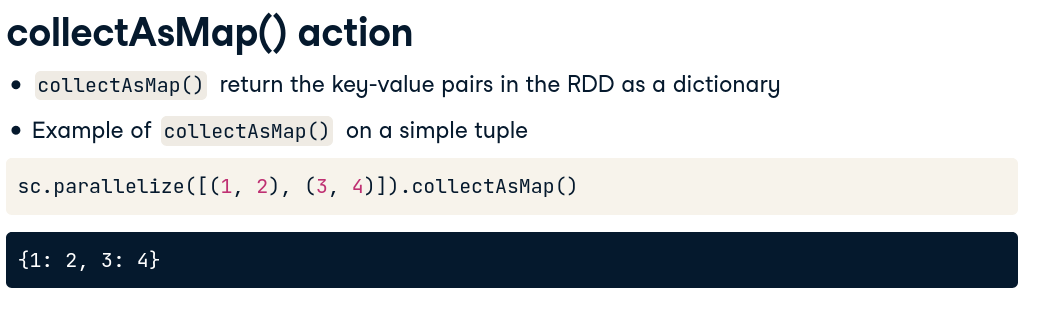 collectAsMap() action
• collectAsMap() return the key-value pairs in the RDD as a dictionary
• Example of collectAsMap() on a simple tuple
sc.parallelize([(1, 2), (3, 4)]).collectAsMap()
{1: 2, 3: 4}